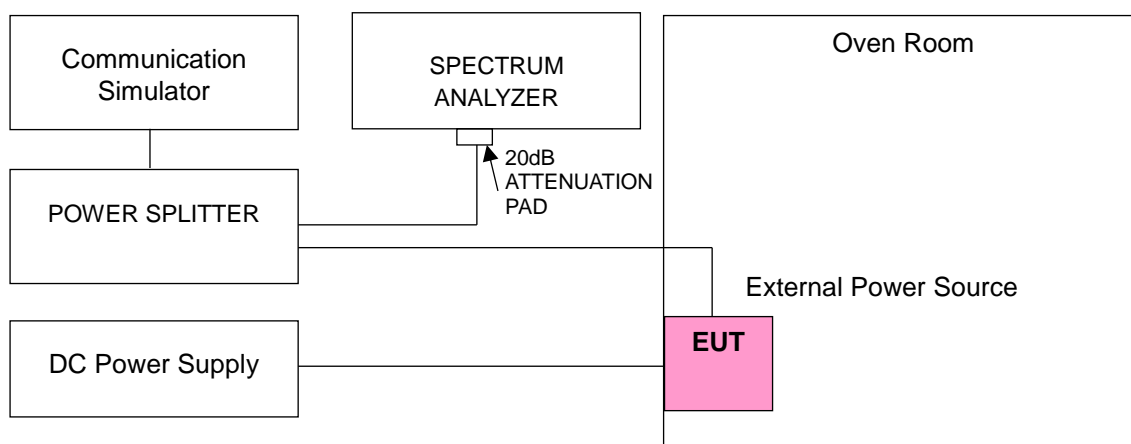 Communication
Simulator
SPECTRUM
ANALYZER
Oven Room
20dB
ATTENUATION
PAD
POWER SPLITTER
External Power Source
EUT
DC Power Supply